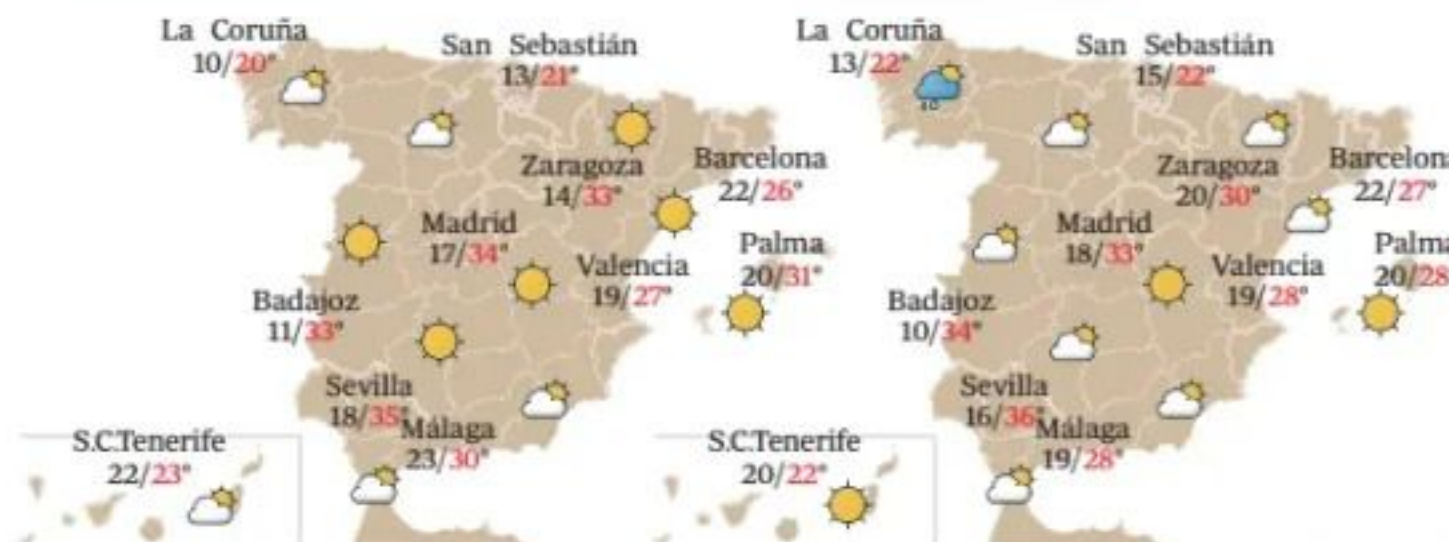 La Coruña
10/20°
San Sebastián
13/21°
Zaragoza
14/33°
Barcelona
22/26°
Madrid
17/34°
Valencia
19/27°
Palma
20/31°
Badajoz
11/33°
Sevilla
18/35°
Málaga
23/30°
S.C.Tenerife
22/23°
La Coruña
13/22°
San Sebastián
15/22°
Zaragoza
20/30°
Barcelona
22/27°
Madrid
18/33°
Valencia
19/28°
Palma
20/28
Badajoz
10/34°
Sevilla
16/36°
Málaga
19/28°
S.C.Tenerife
20/22°